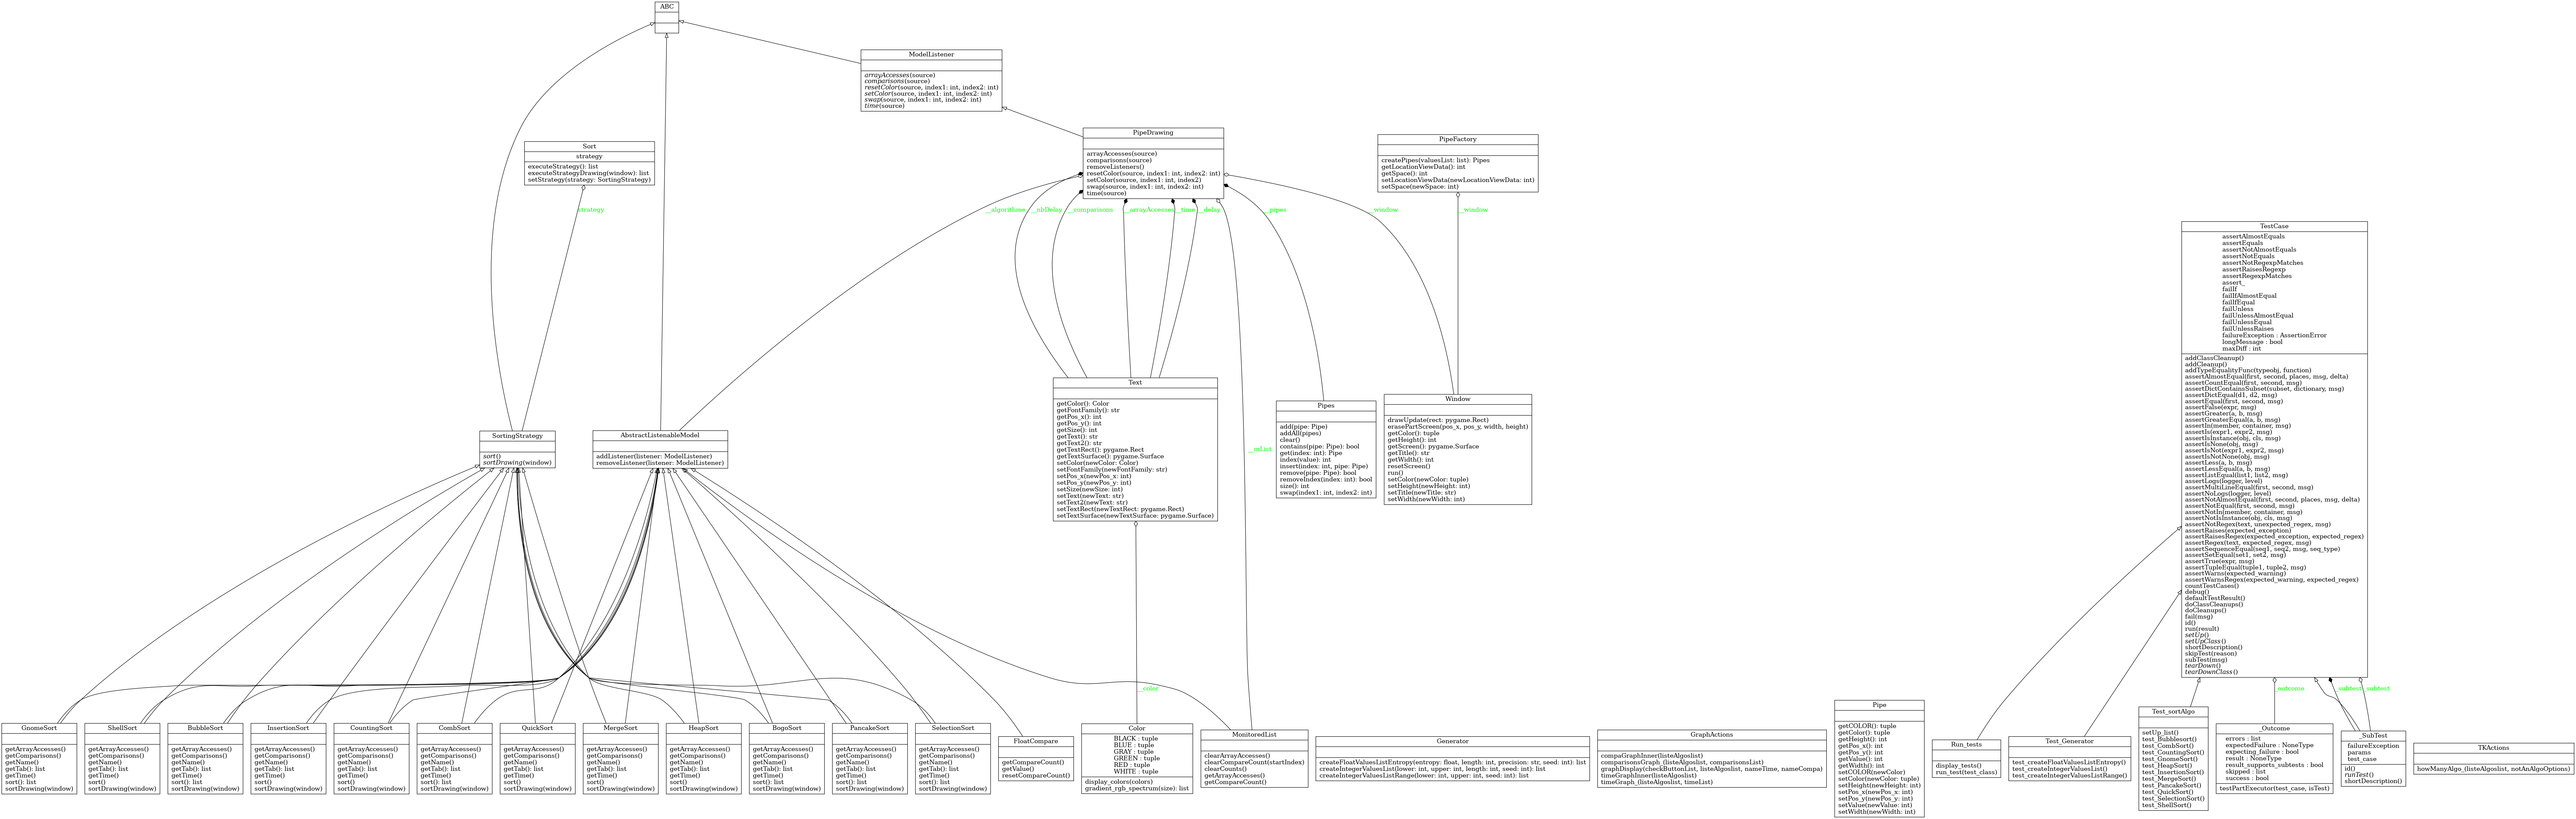 ABC
ModelListener
arrayAccesses(source)
comparisons(source)
resetColor(source, index1: int, index2: int)
setColor(source, index1: int, index2: int)
swap(source, index1: int, index2: int)
time(source)
PipeDrawing
arrayAccesses(source)
comparisons(source)
removeListeners()
resetColor(source, index1: int, index2: int)
setColor(source, index1: int, index2)
swap(source, index1: int, index2: int)
time(source)
PipeFactory
createPipes(valuesList: list): Pipes
getLocationViewData(): int
getSpace(): int
setLocationViewData(newLocationViewData: int)
setSpace(newSpace: int)
Sort
strategy
executeStrategy(): list
executeStrategyDrawing(window): list
setStrategy(strategy: SortingStrategy)
strategy
__algorithme
__nbDelay
__comparisons
__arrayAccesses
__time
__delay
__pipes
__window
__window
TestCase
assertAlmostEquals
assertEquals
assertNotAlmostEquals
assertNotEquals
assertNotRegexpMatches
assertRaisesRegexp
assertRegexpMatches
assert_
failIf
failIfAlmostEqual
failIfEqual
failUnless
failUnlessAlmostEqual
failUnlessEqual
failUnlessRaises
failureException : AssertionError
longMessage : bool
maxDiff : int
addClassCleanup()
addCleanup()
addTypeEqualityFunc(typeobj, function)
assertAlmostEqual(first, second, places, msg, delta)
assertCountEqual(first, second, msg)
assertDictContainsSubset(subset, dictionary, msg)
assertDictEqual(d1, d2, msg)
assertEqual(first, second, msg)
assertFalse(expr, msg)
assertGreater(a, b, msg)
assertGreaterEqual(a, b, msg)
assertIn(member, container, msg)
assertIs(expr1, expr2, msg)
assertIsInstance(obj, cls, msg)
assertIsNone(obj, msg)
assertIsNot(expr1, expr2, msg)
assertIsNotNone(obj, msg)
assertLess(a, b, msg)
assertLessEqual(a, b, msg)
assertListEqual(list1, list2, msg)
assertLogs(logger, level)
assertMultiLineEqual(first, second, msg)
assertNoLogs(logger, level)
assertNotAlmostEqual(first, second, places, msg, delta)
assertNotEqual(first, second, msg)
assertNotIn(member, container, msg)
assertNotIsInstance(obj, cls, msg)
assertNotRegex(text, unexpected_regex, msg)
assertRaises(expected_exception)
assertRaisesRegex(expected_exception, expected_regex)
assertRegex(text, expected_regex, msg)
assertSequenceEqual(seq1, seq2, msg, seq_type)
assertSetEqual(set1, set2, msg)
assertTrue(expr, msg)
assertTupleEqual(tuple1, tuple2, msg)
assertWarns(expected_warning)
assertWarnsRegex(expected_warning, expected_regex)
countTestCases()
debug()
defaultTestResult()
doClassCleanups()
doCleanups()
fail(msg)
id()
run(result)
setUp()
setUpClass()
shortDescription()
skipTest(reason)
subTest(msg)
tearDown()
tearDownClass()
SortingStrategy
sort()
sortDrawing(window)
AbstractListenableModel
addListener(listener: ModelListener)
removeListener(listener: ModelListener)
Text
getColor(): Color
getFontFamily(): str
getPos_x(): int
getPos_y(): int
getSize(): int
getText(): str
getText2(): str
getTextRect(): pygame.Rect
getTextSurface(): pygame.Surface
setColor(newColor: Color)
setFontFamily(newFontFamily: str)
setPos_x(newPos_x: int)
setPos_y(newPos_y: int)
setSize(newSize: int)
setText(newText: str)
setText2(newText: str)
setTextRect(newTextRect: pygame.Rect)
setTextSurface(newTextSurface: pygame.Surface)
__mList
Pipes
add(pipe: Pipe)
addAll(pipes)
clear()
contains(pipe: Pipe): bool
get(index: int): Pipe
index(value): int
insert(index: int, pipe: Pipe)
remove(pipe: Pipe): bool
removeIndex(index: int): bool
size(): int
swap(index1: int, index2: int)
Window
drawUpdate(rect: pygame.Rect)
erasePartScreen(pos_x, pos_y, width, height)
getColor(): tuple
getHeight(): int
getScreen(): pygame.Surface
getTitle(): str
getWidth(): int
resetScreen()
run()
setColor(newColor: tuple)
setHeight(newHeight: int)
setTitle(newTitle: str)
setWidth(newWidth: int)
__color
_outcome
_subtest
_subtest
GnomeSort
getArrayAccesses()
getComparisons()
getName()
getTab(): list
getTime()
sort(): list
sortDrawing(window)
ShellSort
getArrayAccesses()
getComparisons()
getName()
getTab(): list
getTime()
sort()
sortDrawing(window)
BubbleSort
getArrayAccesses()
getComparisons()
getName()
getTab(): list
getTime()
sort(): list
sortDrawing(window)
InsertionSort
getArrayAccesses()
getComparisons()
getName()
getTab(): list
getTime()
sort()
sortDrawing(window)
CountingSort
getArrayAccesses()
getComparisons()
getName()
getTab(): list
getTime()
sort()
sortDrawing(window)
CombSort
getArrayAccesses()
getComparisons()
getName()
getTab(): list
getTime()
sort(): list
sortDrawing(window)
QuickSort
getArrayAccesses()
getComparisons()
getName()
getTab(): list
getTime()
sort()
sortDrawing(window)
MergeSort
getArrayAccesses()
getComparisons()
getName()
getTab(): list
getTime()
sort()
sortDrawing(window)
HeapSort
getArrayAccesses()
getComparisons()
getName()
getTab(): list
getTime()
sort()
sortDrawing(window)
BogoSort
getArrayAccesses()
getComparisons()
getName()
getTab(): list
getTime()
sort(): list
sortDrawing(window)
PancakeSort
getArrayAccesses()
getComparisons()
getName()
getTab(): list
getTime()
sort(): list
sortDrawing(window)
SelectionSort
getArrayAccesses()
getComparisons()
getName()
getTab(): list
getTime()
sort(): list
sortDrawing(window)
FloatCompare
getCompareCount()
getValue()
resetCompareCount()
Color
BLACK : tuple
BLUE : tuple
GRAY : tuple
GREEN : tuple
RED : tuple
WHITE : tuple
display_colors(colors)
gradient_rgb_spectrum(size): list
MonitoredList
clearArrayAccesses()
clearCompareCount(startIndex)
clearCounts()
getArrayAccesses()
getCompareCount()
Generator
createFloatValuesListEntropy(entropy: float, length: int, precision: str, seed: int): list
createIntegerValuesList(lower: int, upper: int, length: int, seed: int): list
createIntegerValuesListRange(lower: int, upper: int, seed: int): list
GraphActions
compaGraphInner(listeAlgoslist)
comparisonsGraph_(listeAlgoslist, comparisonsList)
graphDisplay(checkButtonList, listeAlgoslist, nameTime, nameCompa)
timeGraphInner(listeAlgoslist)
timeGraph_(listeAlgoslist, timeList)
Pipe
getCOLOR(): tuple
getColor(): tuple
getHeight(): int
getPos_x(): int
getPos_y(): int
getValue(): int
getWidth(): int
setCOLOR(newColor)
setColor(newColor: tuple)
setHeight(newHeight: int)
setPos_x(newPos_x: int)
setPos_y(newPos_y: int)
setValue(newValue: int)
setWidth(newWidth: int)
Run_tests
display_tests()
run_test(test_class)
Test_Generator
test_createFloatValuesListEntropy()
test_createIntegerValuesList()
test_createIntegerValuesListRange()
Test_sortAlgo
setUp_list()
test_Bubblesort()
test_CombSort()
test_CountingSort()
test_GnomeSort()
test_HeapSort()
test_InsertionSort()
test_MergeSort()
test_PancakeSort()
test_QuickSort()
test_SelectionSort()
test_ShellSort()
_Outcome
errors : list
expectedFailure : NoneType
expecting_failure : bool
result : NoneType
result_supports_subtests : bool
skipped : list
success : bool
testPartExecutor(test_case, isTest)
_SubTest
failureException
params
test_case
id()
runTest()
shortDescription()
TKActions
howManyAlgo_(listeAlgoslist, notAnAlgoOptions)